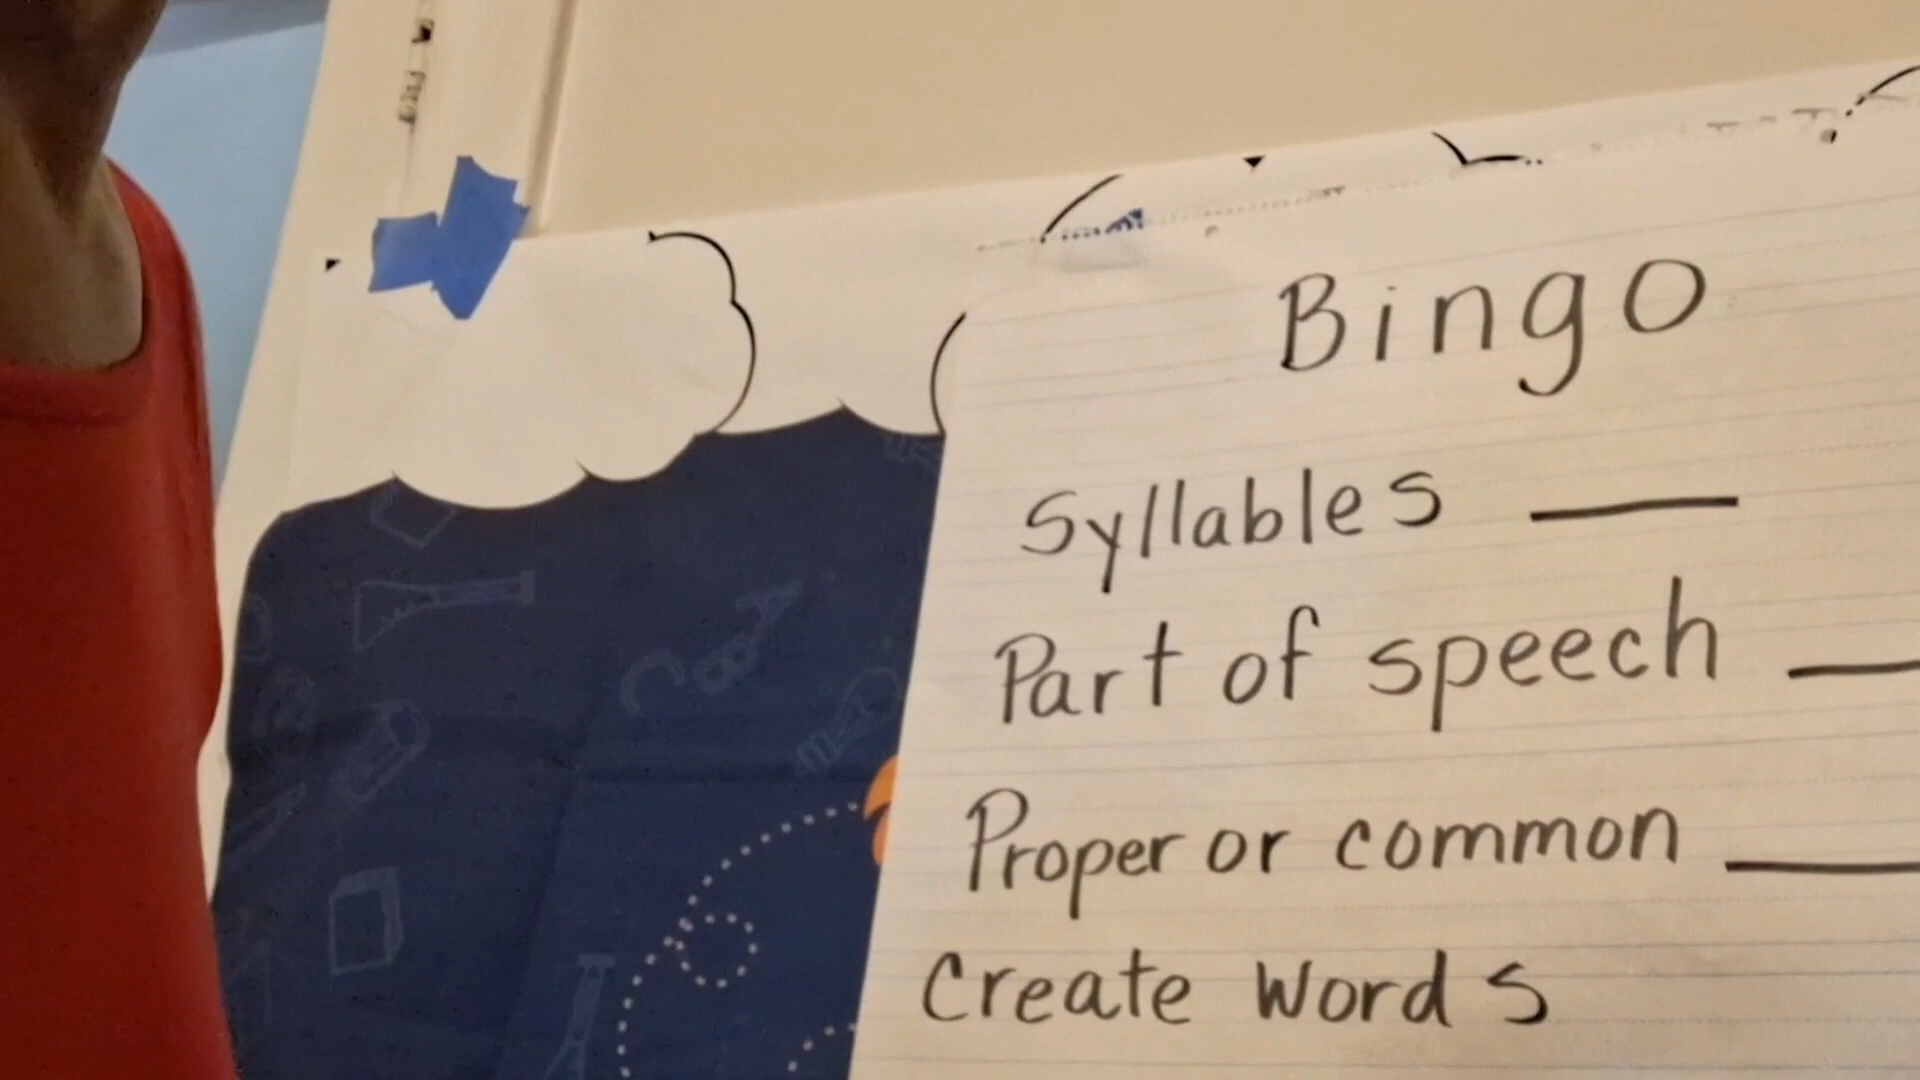 Bingo
Syllables
Part of speech
Proper or common
Create words